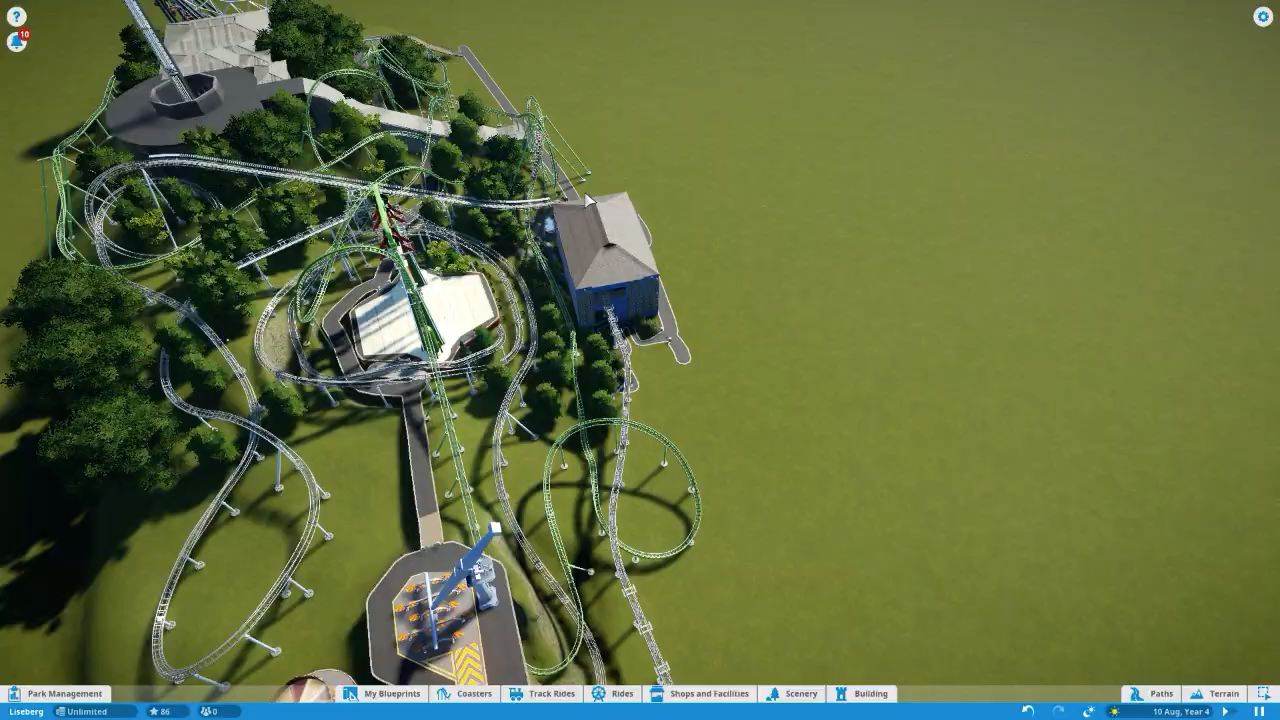 ?
10
Park Management
My Blueprints
Coasters
Track Rides
Rides
Shops and Facilities
Scenery
Building
Paths
Terrain
Liseberg
Unlimited
86
0
10 Aug, Year 4